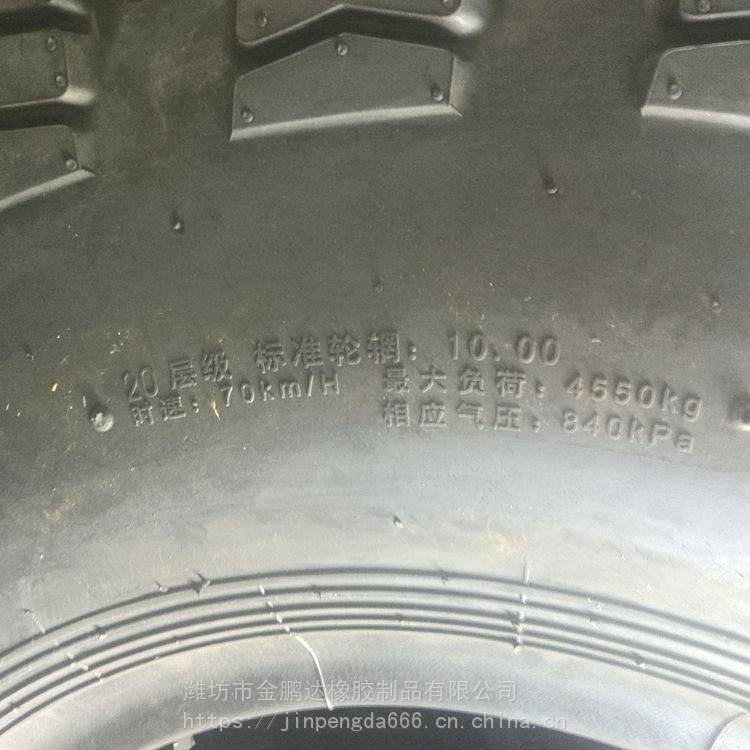 20层级 标准轮辋：10.00
时速：70km/H 最大负荷：4550kg
相应气压：840kPa
潍坊市金鹏达橡胶制品有限公司
https://jinpengda666.cn.china.cn